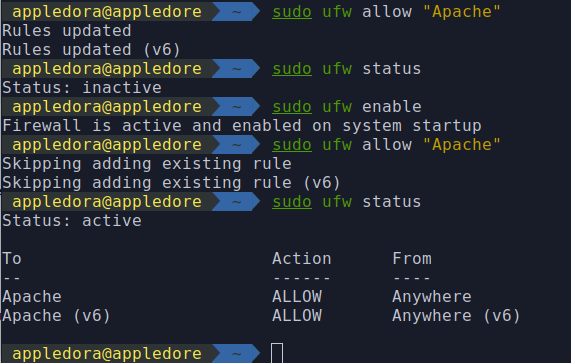 appledora@appledore ~ sudo ufw allow "Apache"
Rules updated
Rules updated (v6)
appledora@appledore ~ sudo ufw status
Status: inactive
appledora@appledore ~ sudo ufw enable
Firewall is active and enabled on system startup
appledora@appledore ~ sudo ufw allow "Apache"
Skipping adding existing rule
Skipping adding existing rule (v6)
appledora@appledore ~ sudo ufw status
Status: active
To Action From
-- ------ ----
Apache ALLOW Anywhere
Apache (v6) ALLOW Anywhere (v6)
appledora@appledore ~